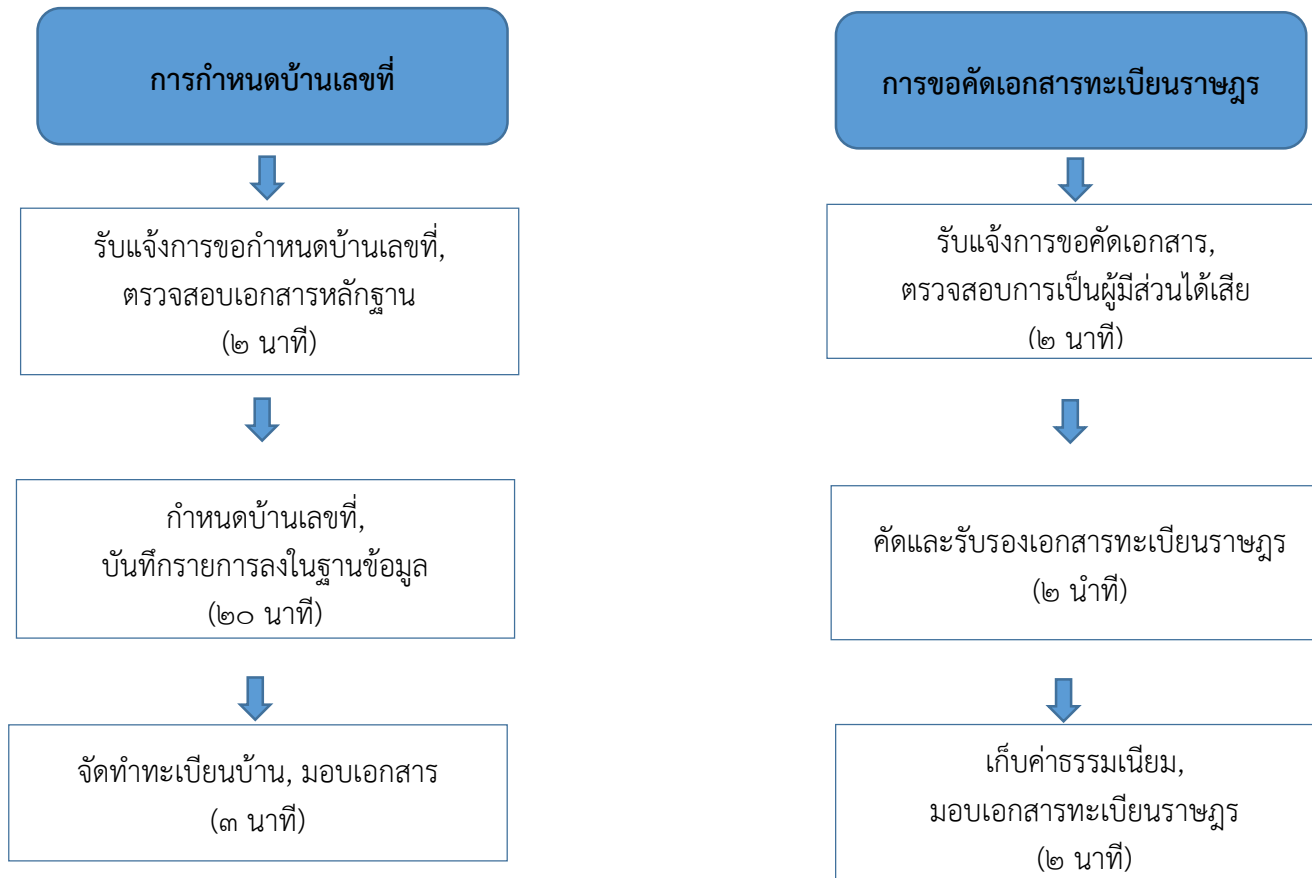 การกำหนดบ้านเลขที่
รับแจ้งการขอกำหนดบ้านเลขที่,
ตรวจสอบเอกสารหลักฐาน
(๒ นาที)
กำหนดบ้านเลขที่,
บันทึกรายการลงในฐานข้อมูล
(๒๐ นาที)
จัดทำทะเบียนบ้าน, มอบเอกสาร
(๓ นาที)
การขอคัดเอกสารทะเบียนราษฎร
รับแจ้งการขอคัดเอกสาร,
ตรวจสอบการเป็นผู้มีส่วนได้เสีย
(๒ นาที)
คัดและรับรองเอกสารทะเบียนราษฎร
(๒ นำที)
เก็บค่าธรรมเนียม,
มอบเอกสารทะเบียนราษฎร
(๒ นาที)